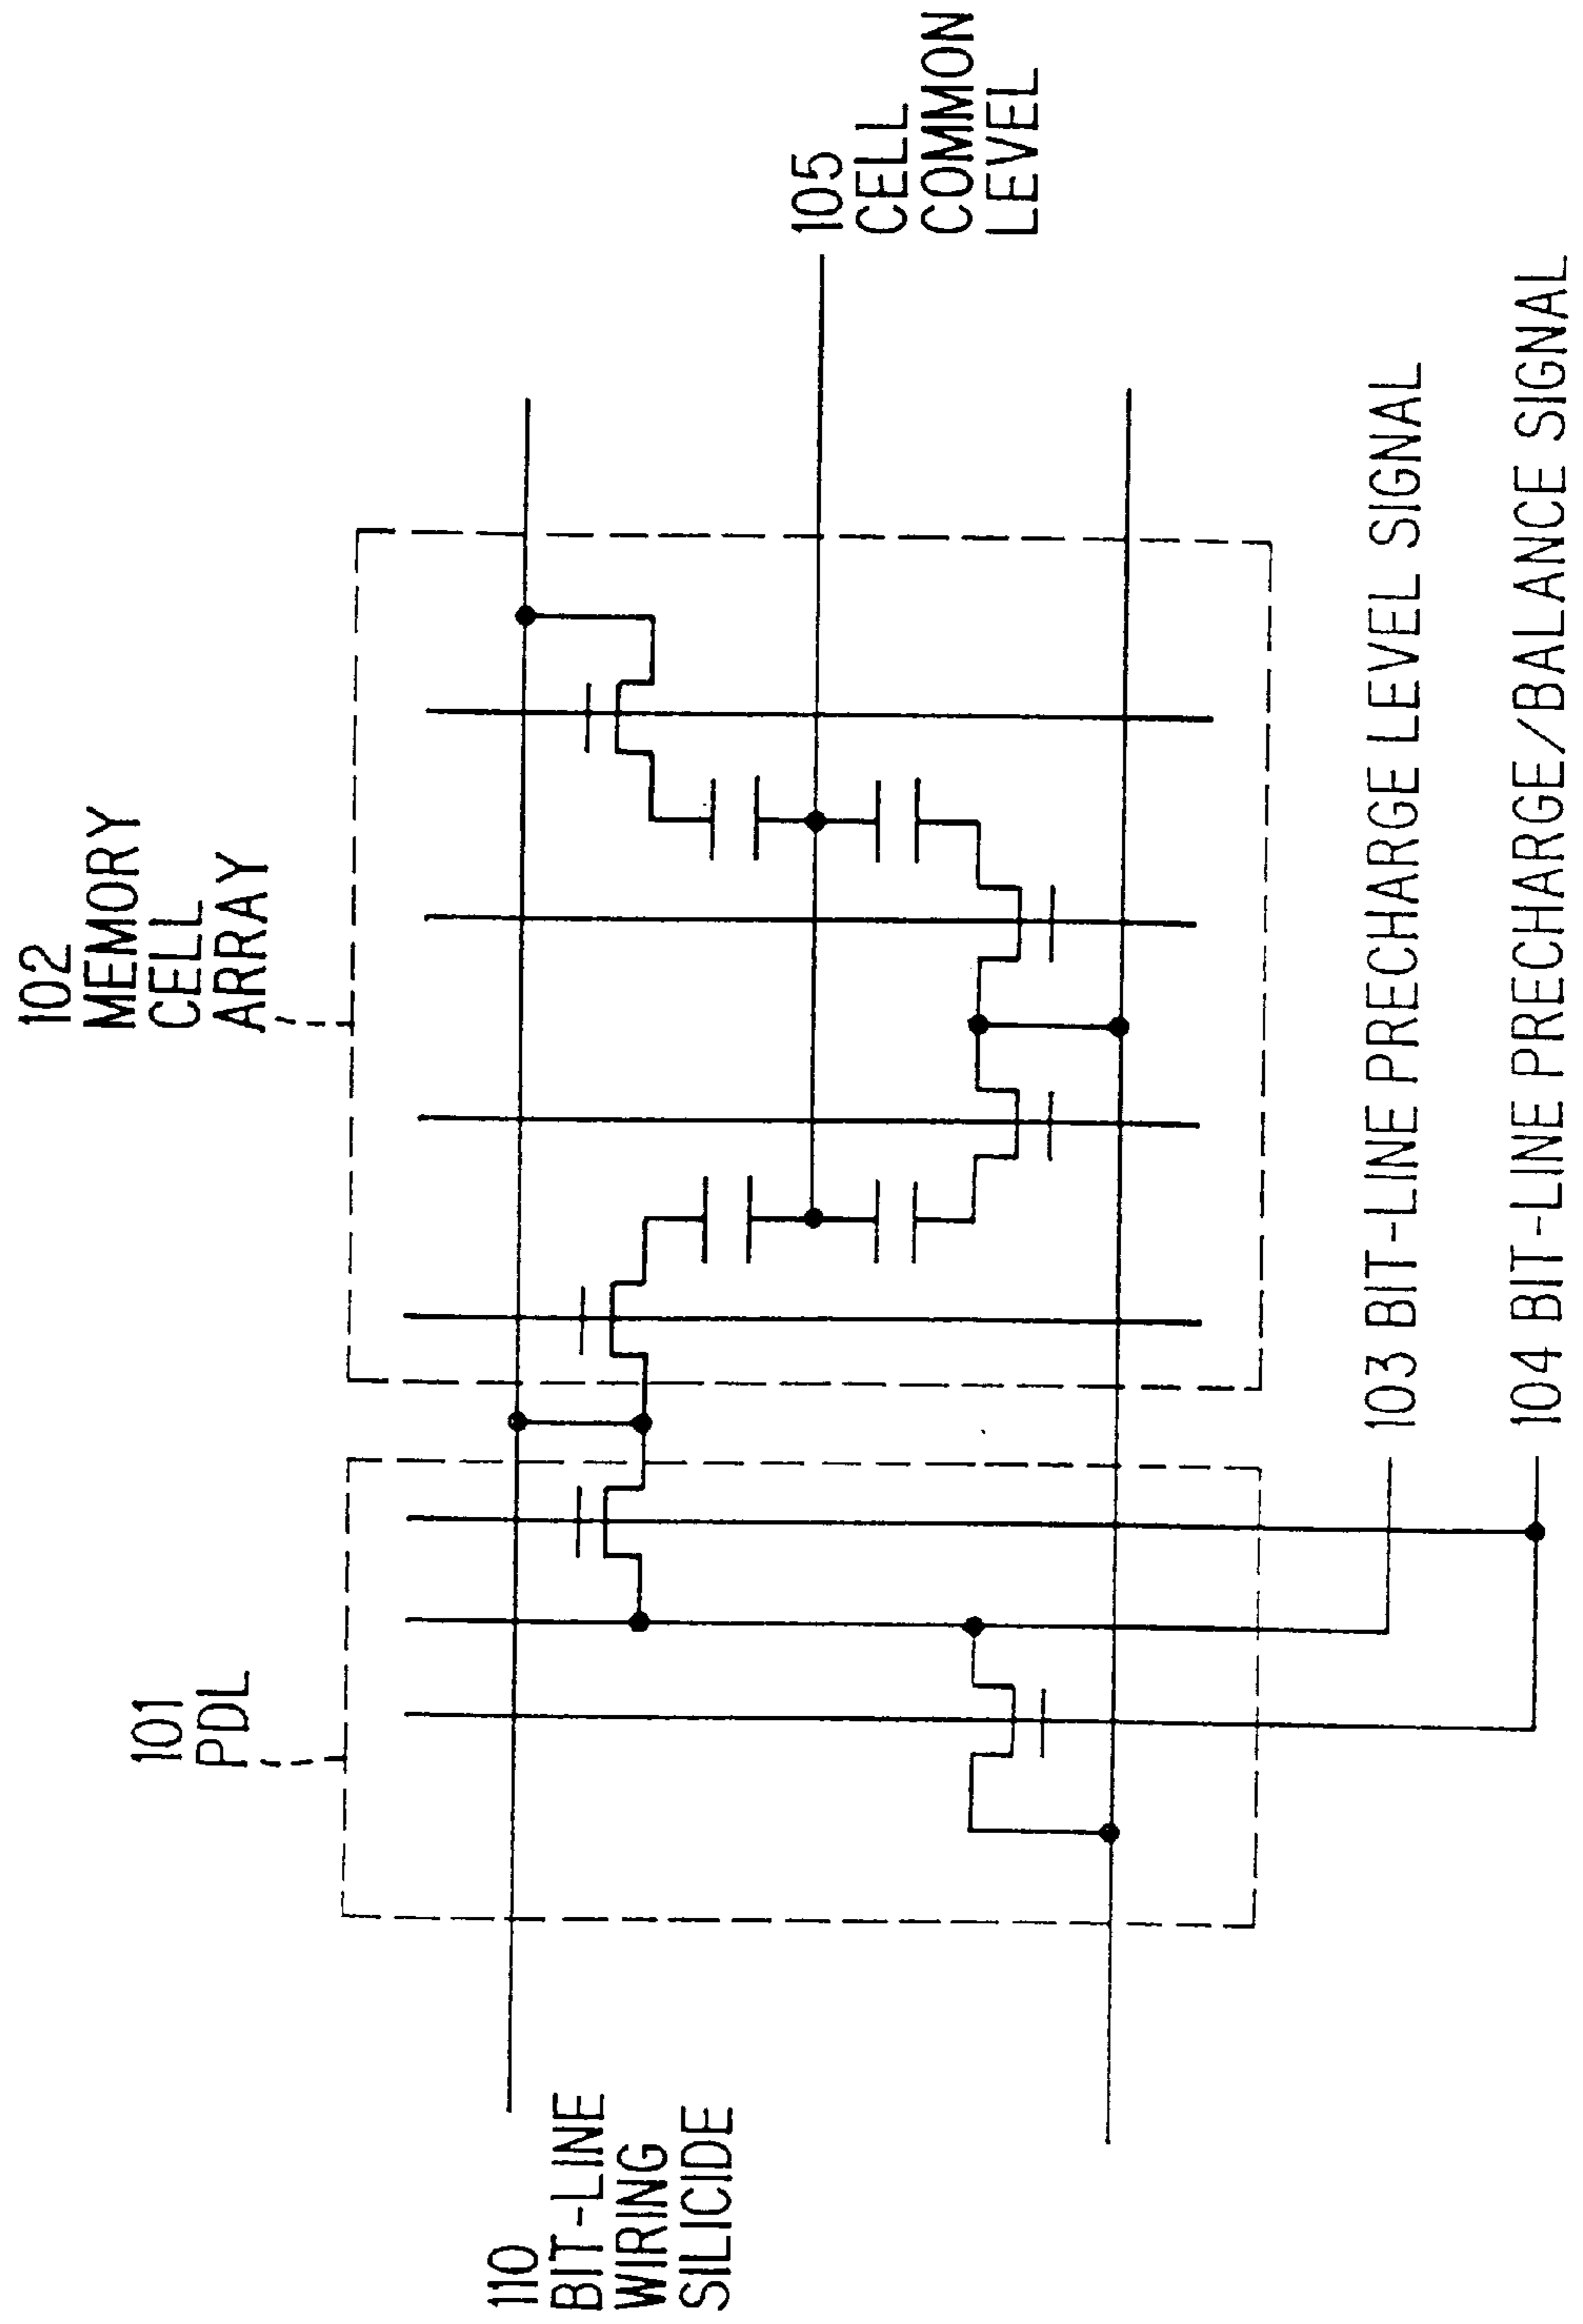 102
MEMORY
CELL
ARRAY
101
PDL
105
CELL
COMMON
LEVEL
110
BIT-LINE
WIRING
SILICIDE
103 BIT-LINE PRECHARGE LEVEL SIGNAL
104 BIT-LINE PRECHARGE/BALANCE SIGNAL